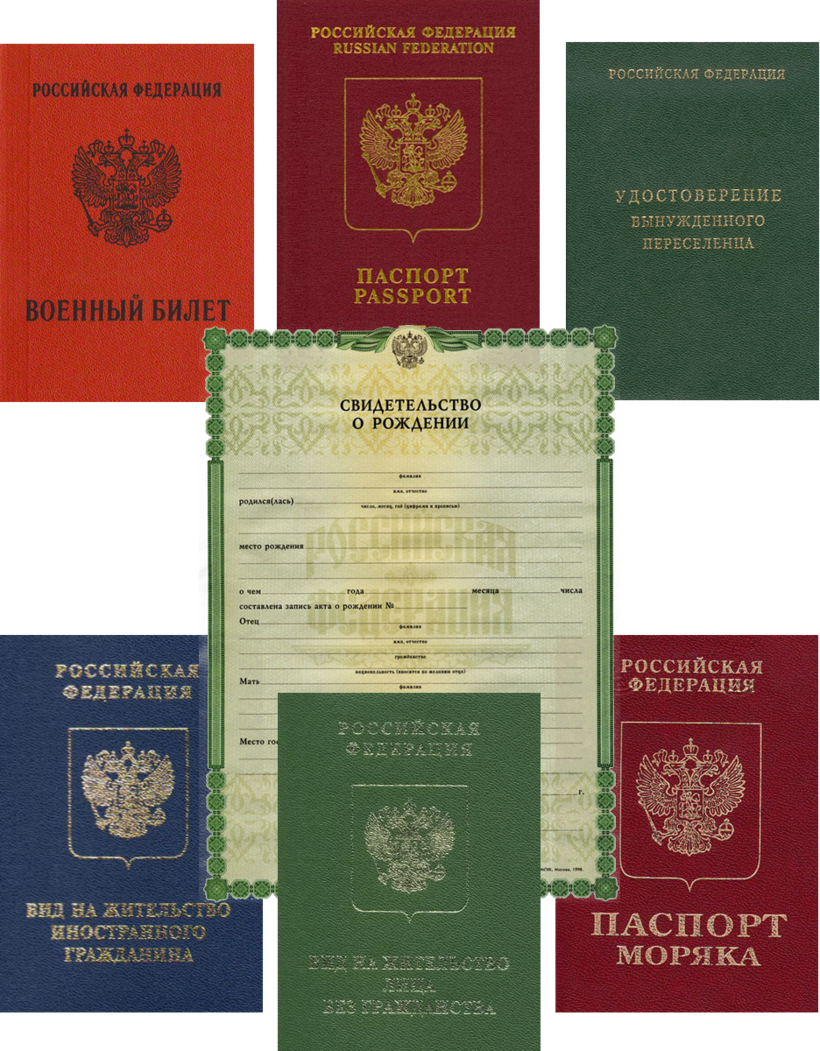 РОССИЙСКАЯ ФЕДЕРАЦИЯ
ВОЕННЫЙ БИЛЕТ
РОССИЙСКАЯ ФЕДЕРАЦИЯ
RUSSIAN FEDERATION
ПАСПОРТ
PASSPORT
РОССИЙСКАЯ ФЕДЕРАЦИЯ
УДОСТОВЕРЕНИЕ
ВЫНУЖДЕННОГО
ПЕРЕСЕЛЕНЦА
СВИДЕТЕЛЬСТВО
О РОЖДЕНИИ
фамилия
имя, отчество
родился(лась)
число, месяц, год (цифрами и прописью)
место рождения
РОССИЙСКАЯ
ФЕДЕРАЦИЯ
о чем года месяца числа
составлена запись акта о рождении №
Отец
фамилия
имя, отчество
гражданство
национальность (вносится по желанию отца)
Мать
фамилия
Место
г.
Москва, 1998.
РОССИЙСКАЯ
ФЕДЕРАЦИЯ
ВИД НА ЖИТЕЛЬСТВО
ИНОСТРАННОГО
ГРАЖДАНИНА
РОССИЙСКАЯ
ФЕДЕРАЦИЯ
ВИД НА ЖИТЕЛЬСТВО
ЛИЦА
БЕЗ ГРАЖДАНСТВА
РОССИЙСКАЯ
ФЕДЕРАЦИЯ
ПАСПОРТ
МОРЯКА